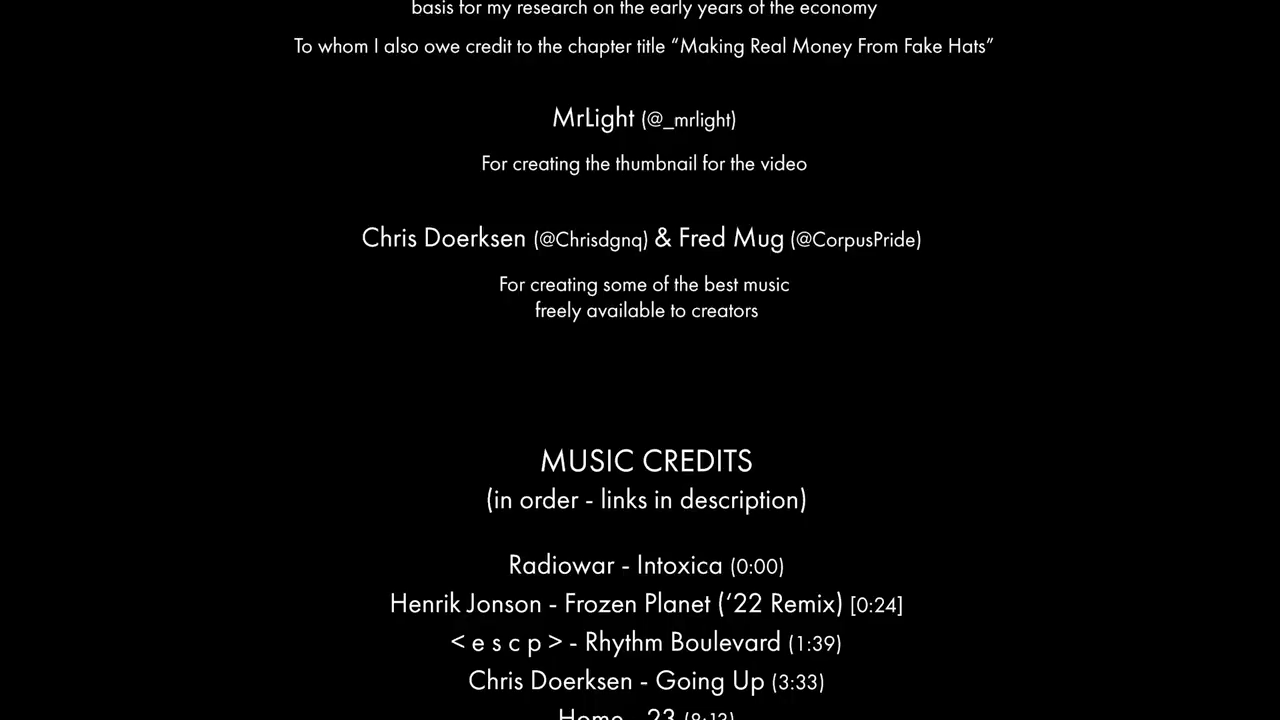 basis for my research on the early years of the economy
To whom I also owe credit to the chapter title “Making Real Money From Fake Hats”
MrLight (@_mrlight)
For creating the thumbnail for the video
Chris Doerksen (@Chrisdgnq) & Fred Mug (@CorpusPride)
For creating some of the best music
freely available to creators
MUSIC CREDITS
(in order - links in description)
Radiowar - Intoxica (0:00)
Henrik Jonson - Frozen Planet (‘22 Remix) [0:24]
< e s c p > - Rhythm Boulevard (1:39)
Chris Doerksen - Going Up (3:33)
Home - 23 (8:13)